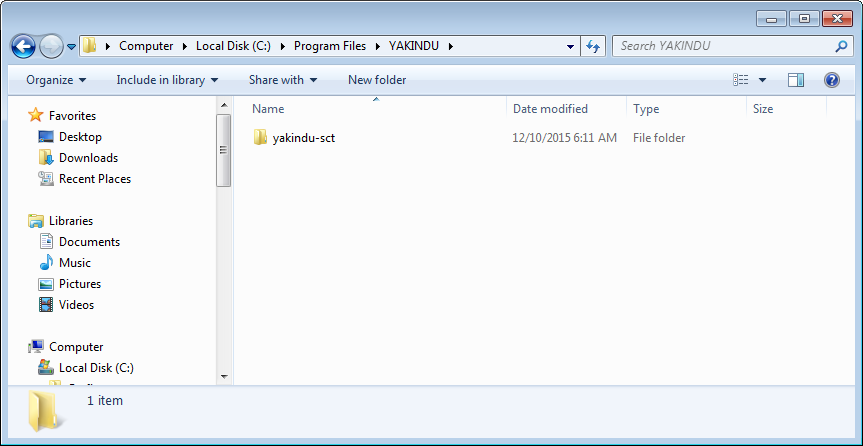 Computer ▸ Local Disk (C:) ▸ Program Files ▸ YAKINDU ▸
Search YAKINDU
Organize Include in library Share with New folder
Name Date modified Type Size
yakindu-sct 12/10/2015 6:11 AM File folder
Favorites
Desktop
Downloads
Recent Places
Libraries
Documents
Music
Pictures
Videos
Computer
Local Disk (C:)
1 item